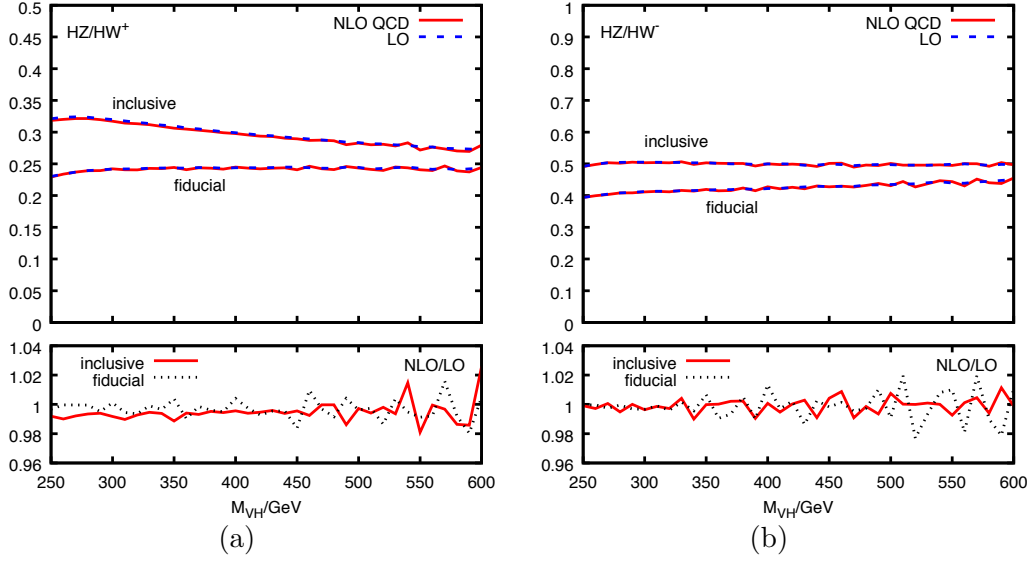 0.5
0.45
0.4
0.35
0.3
0.25
0.2
0.15
0.1
0.05
0
HZ/HW⁺
NLO QCD
LO
inclusive
fiducial
1.04
1.02
1
0.98
0.96
inclusive
fiducial
NLO/LO
250 300 350 400 450 500 550 600
M_VH/GeV
(a)
1
0.9
0.8
0.7
0.6
0.5
0.4
0.3
0.2
0.1
0
HZ/HW⁻
NLO QCD
LO
inclusive
fiducial
1.04
1.02
1
0.98
0.96
inclusive
fiducial
NLO/LO
250 300 350 400 450 500 550 600
M_VH/GeV
(b)